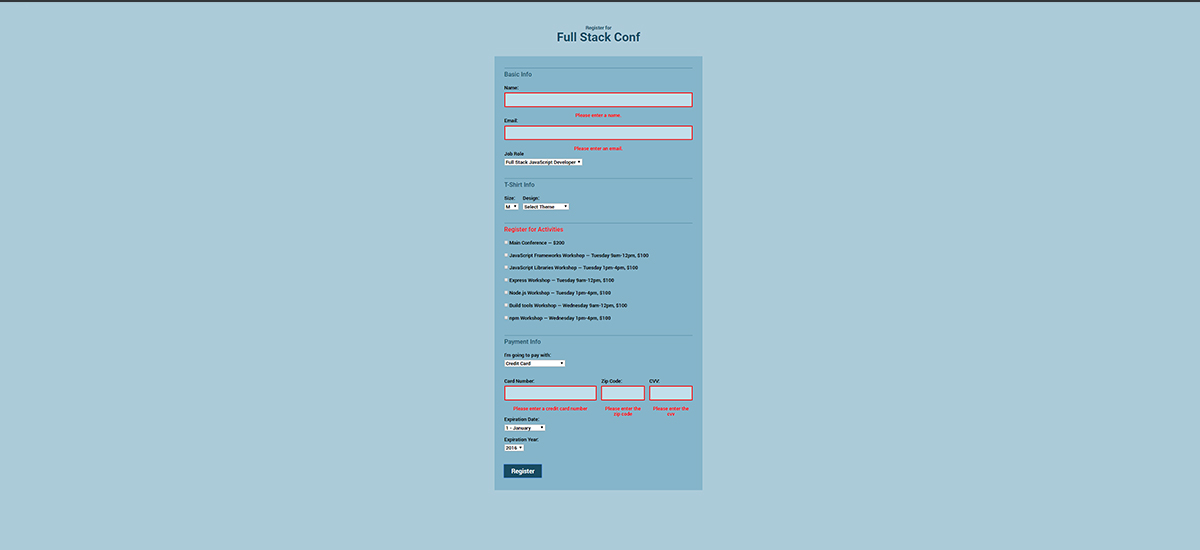 Register for
Full Stack Conf
Basic Info
Name:
Please enter a name.
Email:
Please enter an email.
Job Role
Full Stack JavaScript Developer
T-Shirt Info
Size: Design:
M Select Theme
Register for Activities
Main Conference — $200
JavaScript Frameworks Workshop — Tuesday 9am-12pm, $100
JavaScript Libraries Workshop — Tuesday 1pm-4pm, $100
Express Workshop — Tuesday 9am-12pm, $100
Node.js Workshop — Tuesday 1pm-4pm, $100
Build tools Workshop — Wednesday 9am-12pm, $100
npm Workshop — Wednesday 1pm-4pm, $100
Payment Info
I'm going to pay with:
Credit Card
Card Number: Zip Code: CVV:
Please enter a credit card number Please enter the Please enter the
zip code cvv
Expiration Date:
1 - January
Expiration Year:
2016
Register